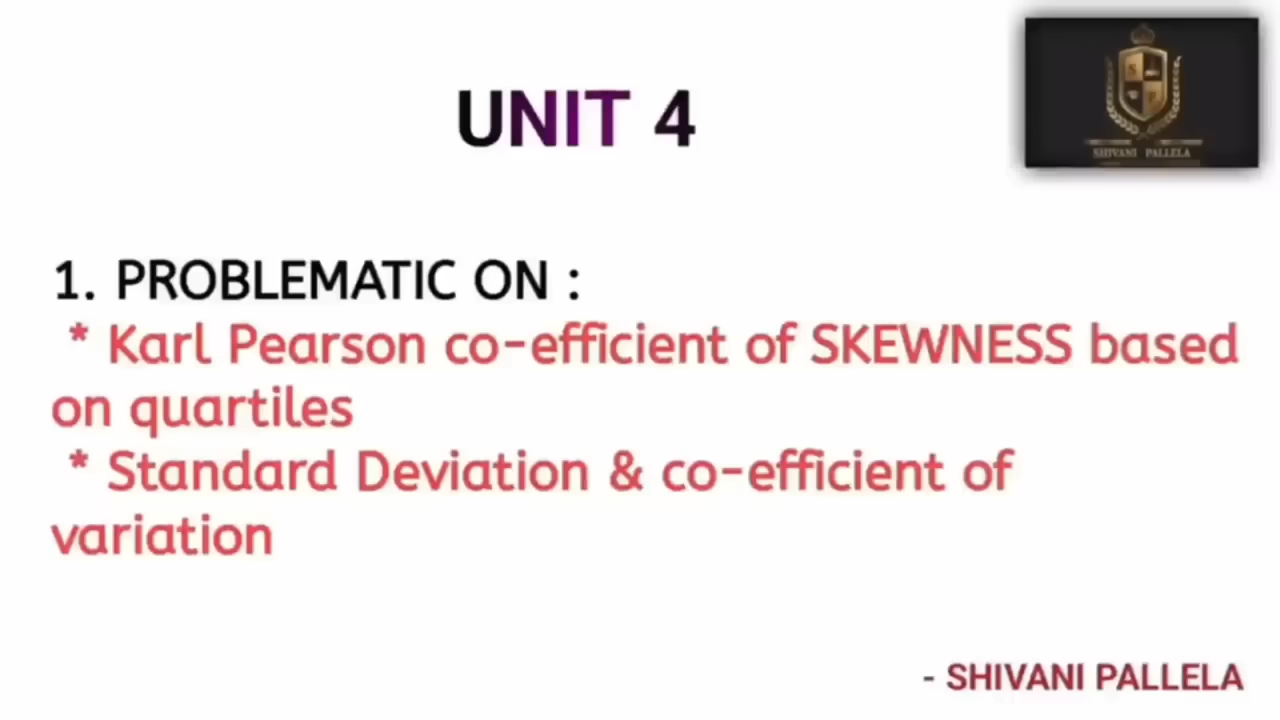 UNIT 4
SHIVANI PALLELA
1. PROBLEMATIC ON :
* Karl Pearson co-efficient of SKEWNESS based
on quartiles
* Standard Deviation & co-efficient of
variation
- SHIVANI PALLELA